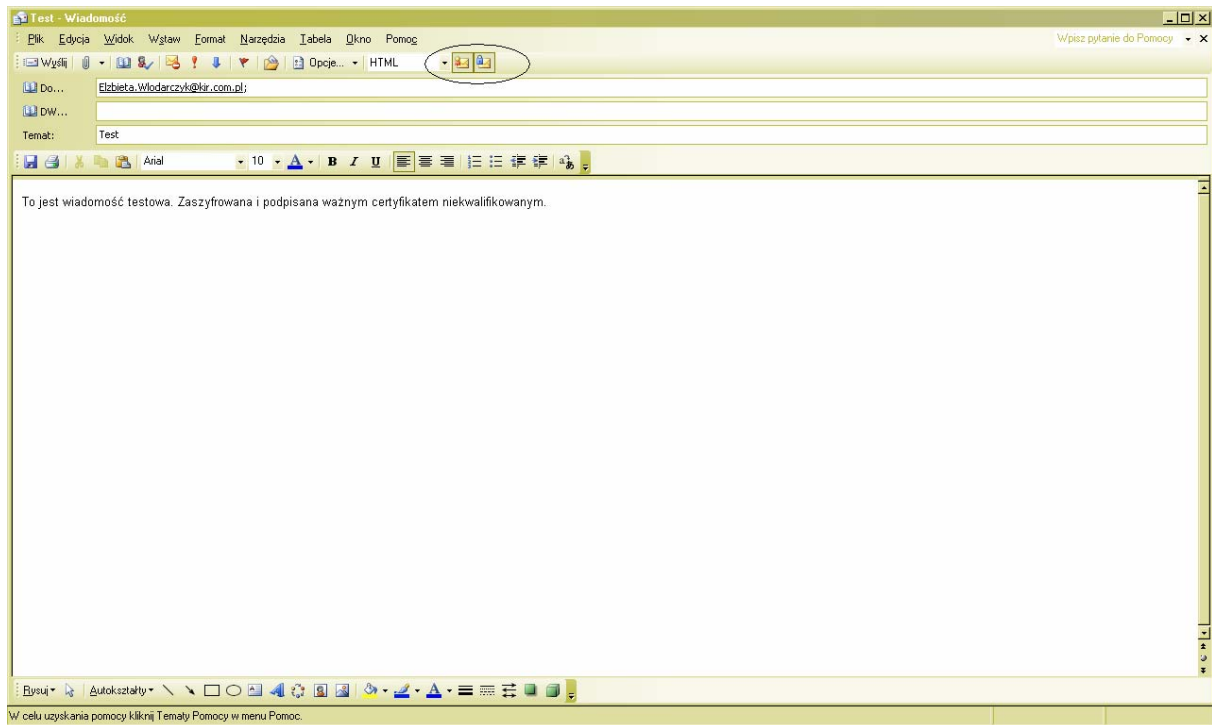 Test - Wiadomość
Plik Edycja Widok Wstaw Format Narzędzia Tabela Okno Pomoc Wpisz pytanie do Pomocy
Wyślij Opcje... HTML
Do... Elzbieta.Wlodarczyk@kir.com.pl;
DW...
Temat: Test
Arial 10 A B I U
To jest wiadomość testowa. Zaszyfrowana i podpisana ważnym certyfikatem niekwalifikowanym.
Rysuj Autokształty A
W celu uzyskania pomocy kliknij Tematy Pomocy w menu Pomoc.